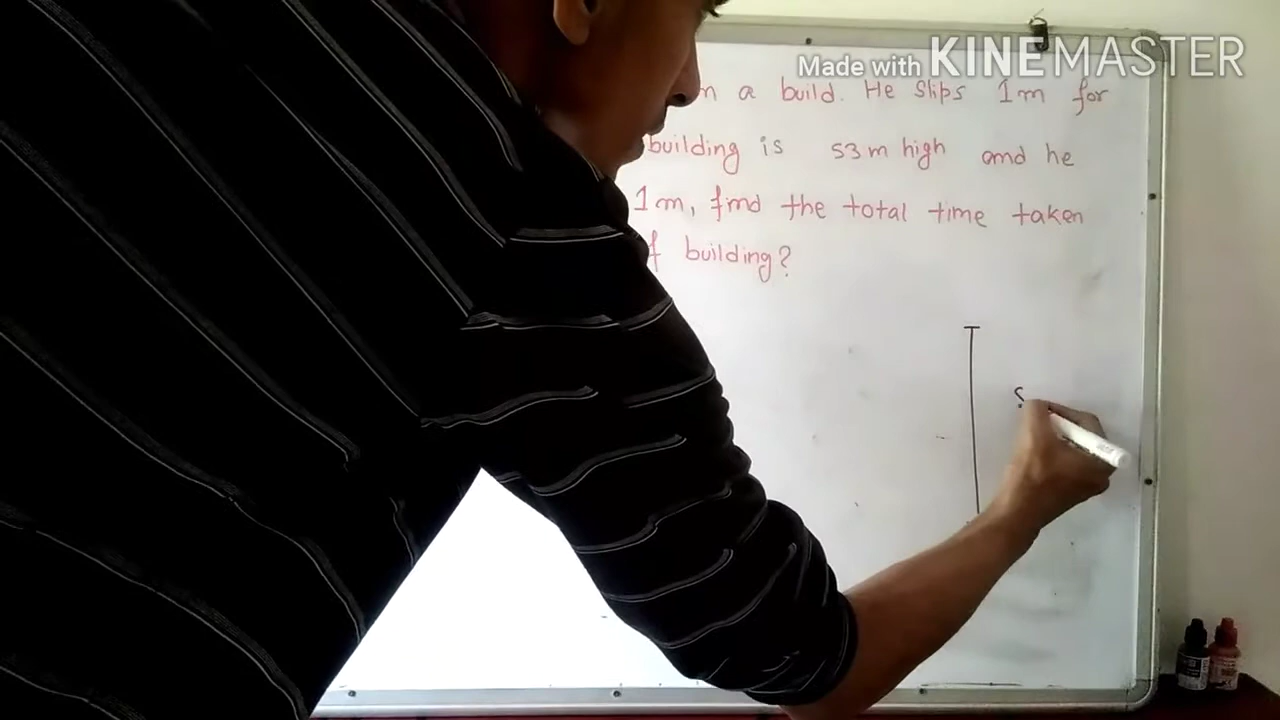 Made with KINEMASTER
a build. He Slips 1m for
building is 53m high and he
1m, find the total time taken
building?